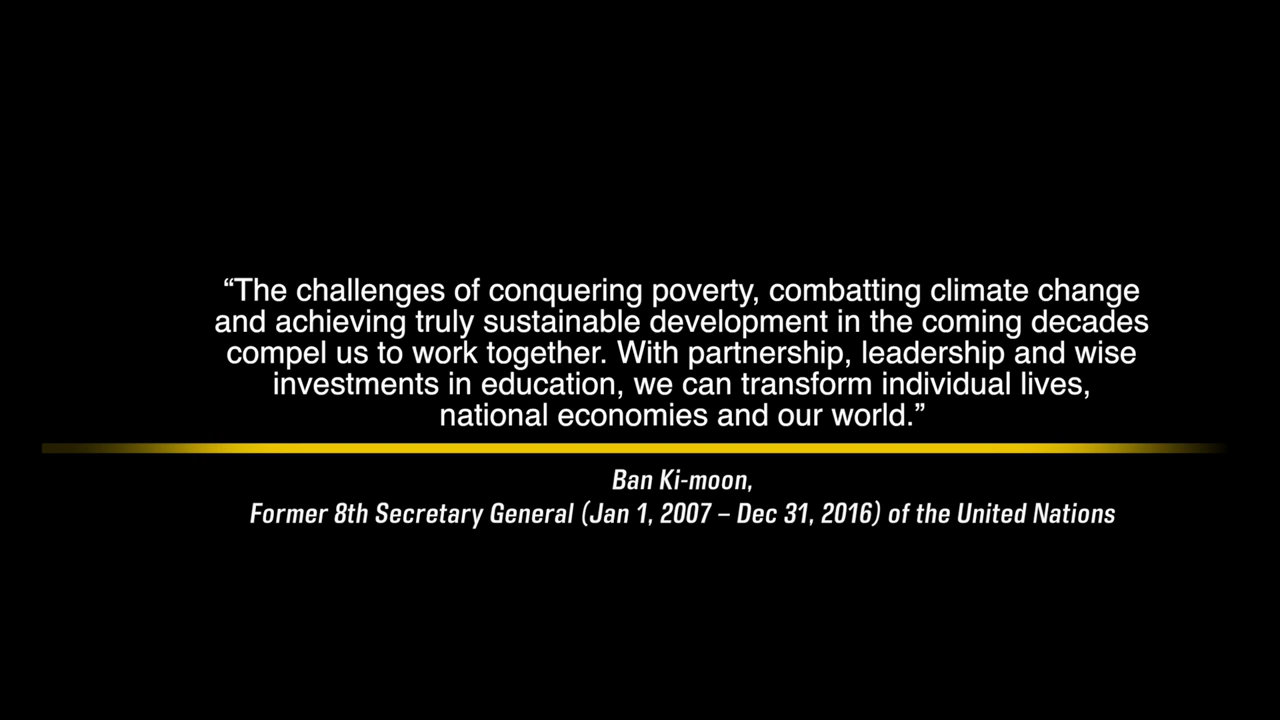 “The challenges of conquering poverty, combatting climate change
and achieving truly sustainable development in the coming decades
compel us to work together. With partnership, leadership and wise
investments in education, we can transform individual lives,
national economies and our world.”
Ban Ki-moon,
Former 8th Secretary General (Jan 1, 2007 – Dec 31, 2016) of the United Nations